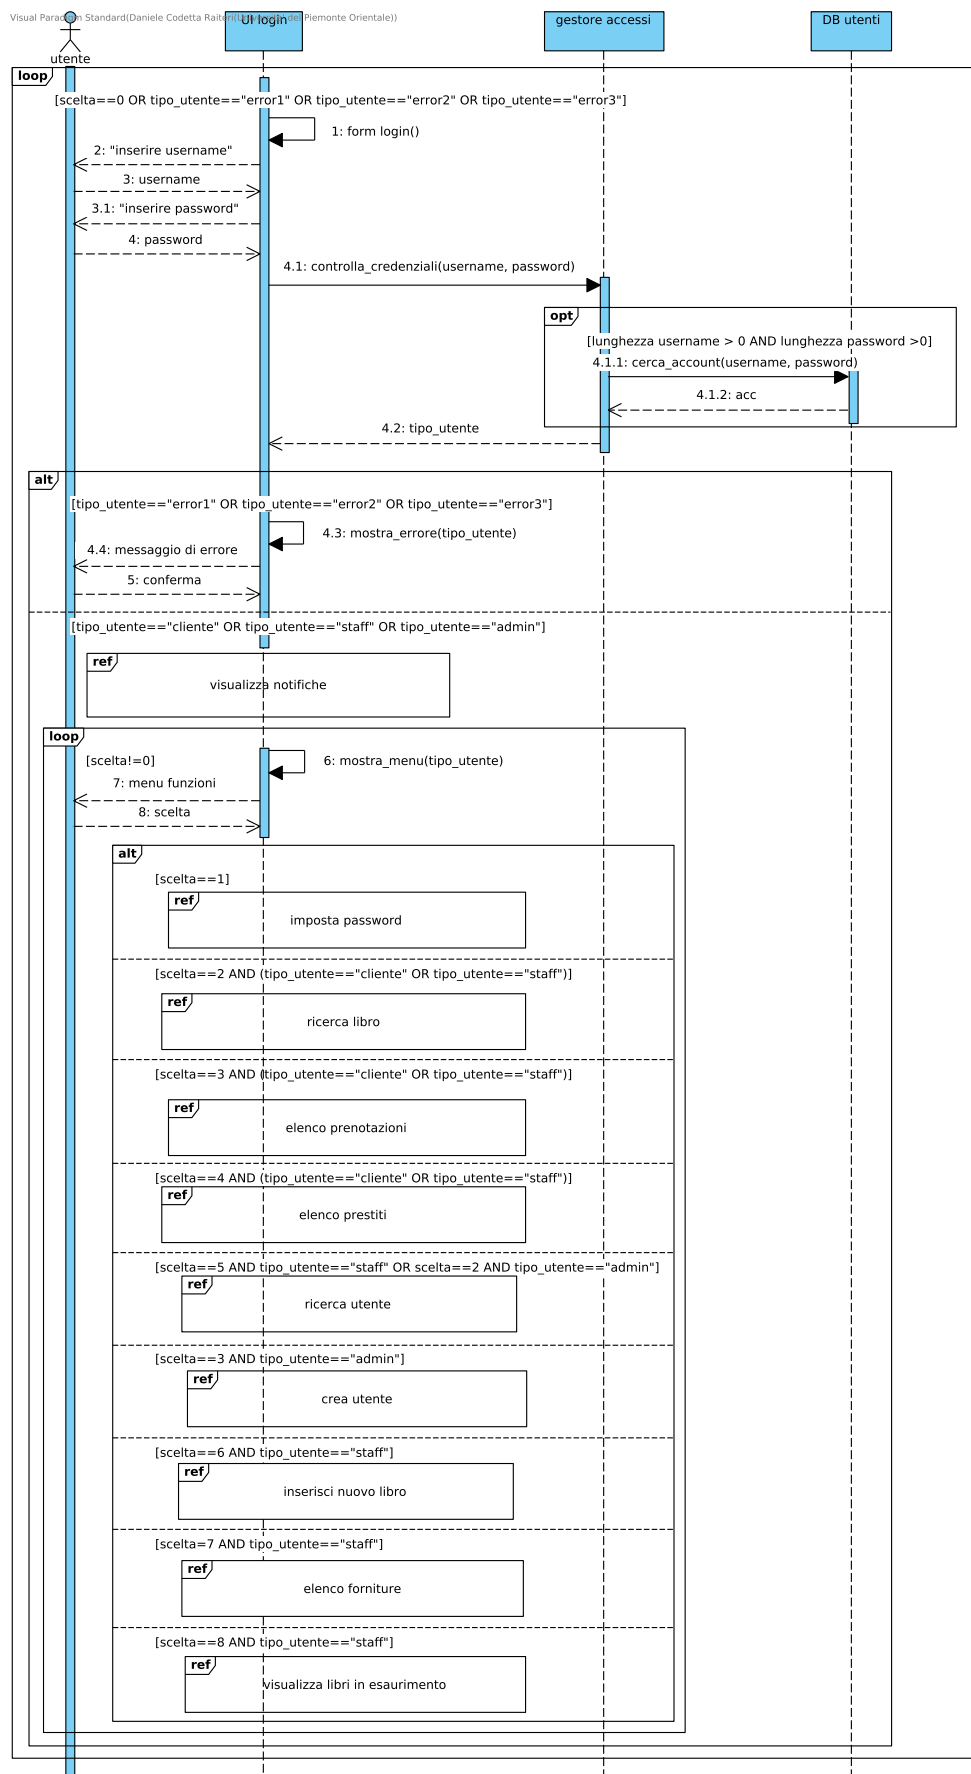 Visual Paradigm Standard(Daniele Codetta Raiteri(Universita' del Piemonte Orientale))
utente
UI login
gestore accessi
DB utenti
loop
[scelta==0 OR tipo_utente=="error1" OR tipo_utente=="error2" OR tipo_utente=="error3"]
1: form login()
2: "inserire username"
3: username
3.1: "inserire password"
4: password
4.1: controlla_credenziali(username, password)
opt
[lunghezza username > 0 AND lunghezza password >0]
4.1.1: cerca_account(username, password)
4.1.2: acc
4.2: tipo_utente
alt
[tipo_utente=="error1" OR tipo_utente=="error2" OR tipo_utente=="error3"]
4.3: mostra_errore(tipo_utente)
4.4: messaggio di errore
5: conferma
[tipo_utente=="cliente" OR tipo_utente=="staff" OR tipo_utente=="admin"]
ref
visualizza notifiche
loop
[scelta!=0]
6: mostra_menu(tipo_utente)
7: menu funzioni
8: scelta
alt
[scelta==1]
ref
imposta password
[scelta==2 AND (tipo_utente=="cliente" OR tipo_utente=="staff")]
ref
ricerca libro
[scelta==3 AND (tipo_utente=="cliente" OR tipo_utente=="staff")]
ref
elenco prenotazioni
[scelta==4 AND (tipo_utente=="cliente" OR tipo_utente=="staff")]
ref
elenco prestiti
[scelta==5 AND tipo_utente=="staff" OR scelta==2 AND tipo_utente=="admin"]
ref
ricerca utente
[scelta==3 AND tipo_utente=="admin"]
ref
crea utente
[scelta==6 AND tipo_utente=="staff"]
ref
inserisci nuovo libro
[scelta=7 AND tipo_utente=="staff"]
ref
elenco forniture
[scelta==8 AND tipo_utente=="staff"]
ref
visualizza libri in esaurimento